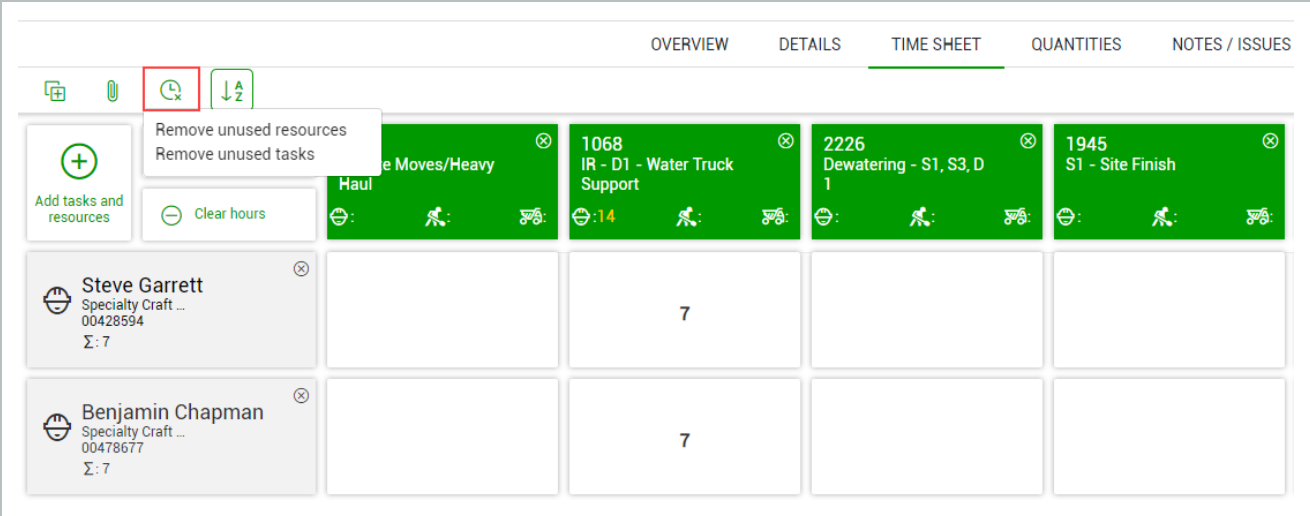 OVERVIEW DETAILS TIME SHEET QUANTITIES NOTES / ISSUES
A
Z
Remove unused resources
Remove unused tasks
Add tasks and
resources
Clear hours
Moves/Heavy
Haul
:
:
:
1068
IR - D1 - Water Truck
Support
:14
:
:
2226
Dewatering - S1, S3, D
1
:
:
:
1945
S1 - Site Finish
:
:
:
Steve Garrett
Specialty Craft ...
00428594
Σ: 7
7
Benjamin Chapman
Specialty Craft ...
00478677
Σ: 7
7